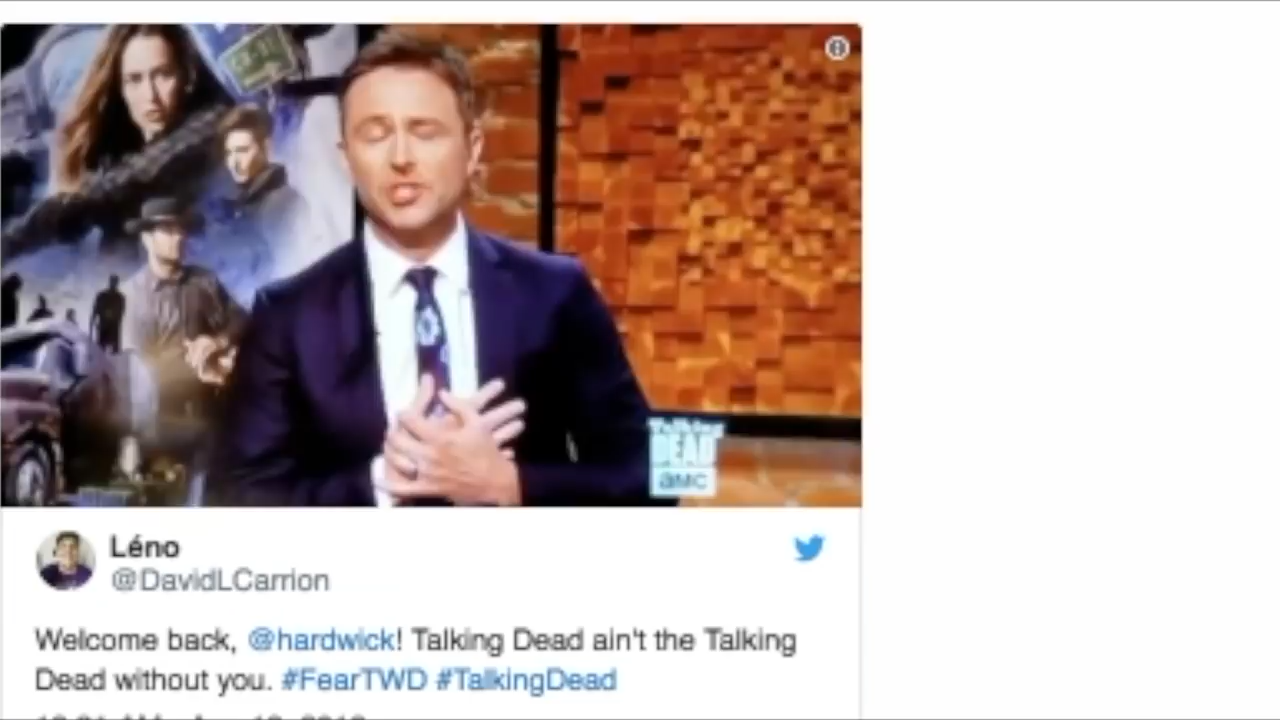 Talking
DEAD
amc
Léno
@DavidLCarrion
Welcome back, @hardwick! Talking Dead ain't the Talking
Dead without you. #FearTWD #TalkingDead